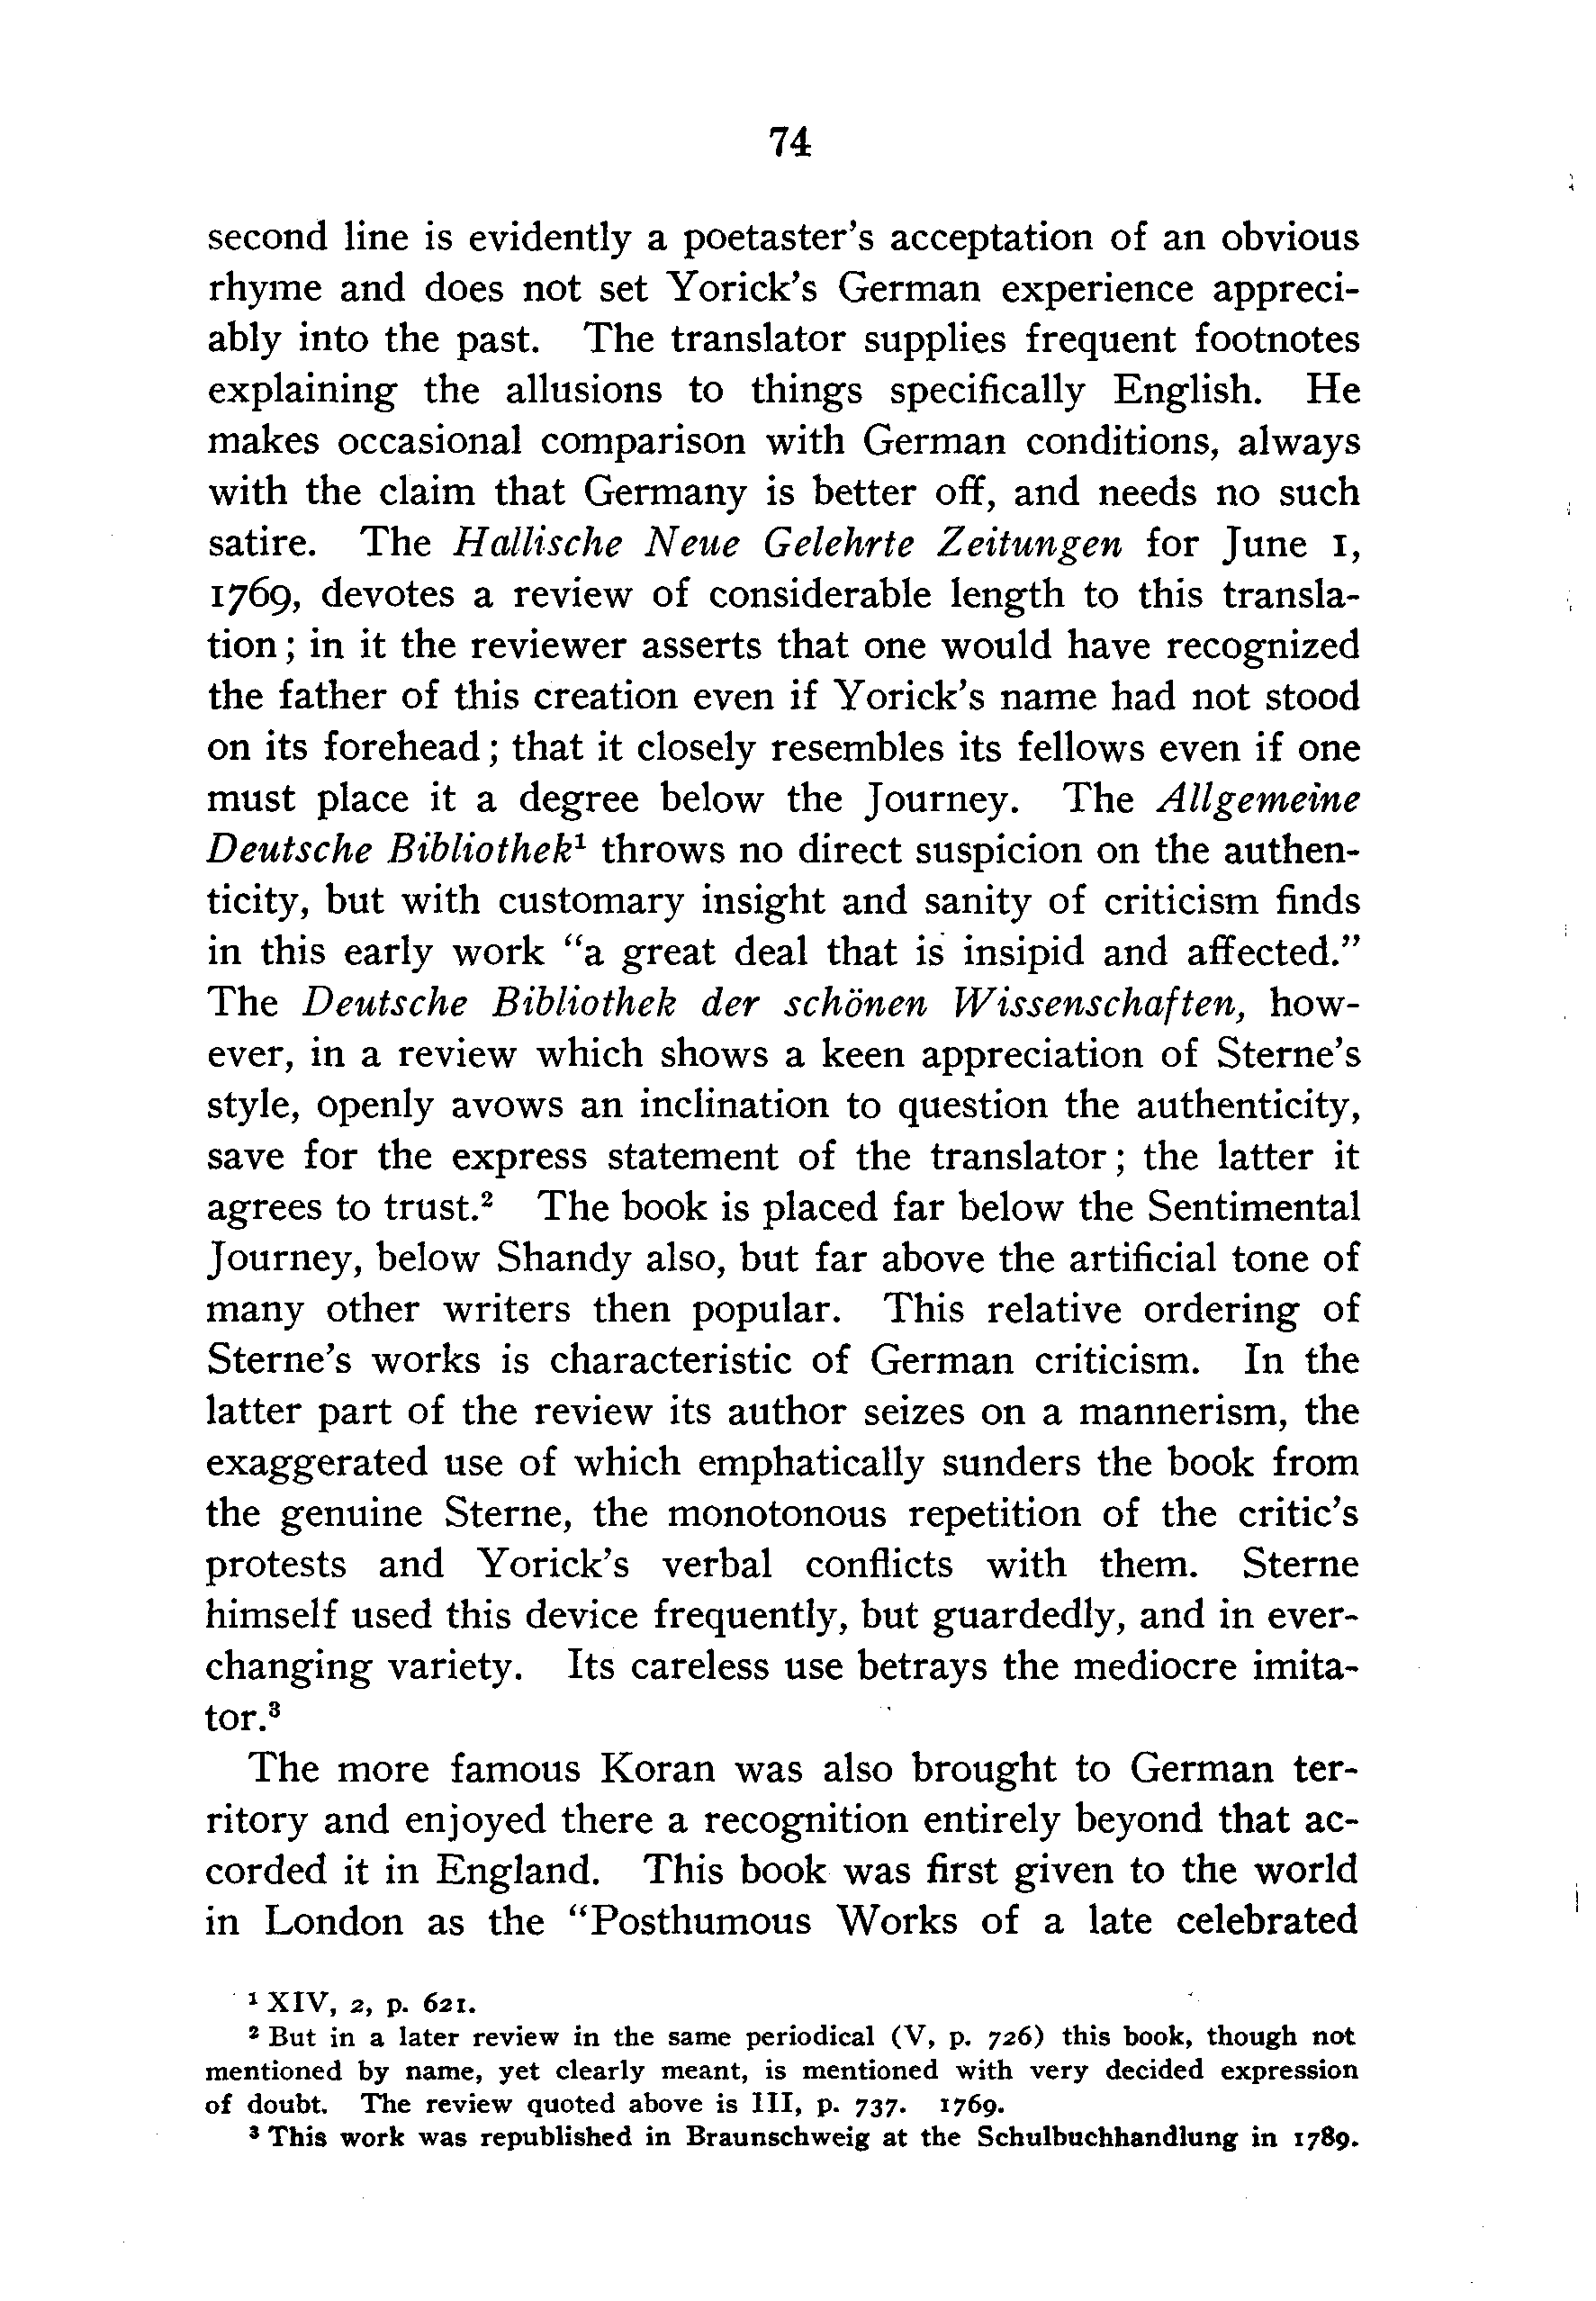 74
second line is evidently a poetaster's acceptation of an obvious
rhyme and does not set Yorick's German experience appreci-
ably into the past. The translator supplies frequent footnotes
explaining the allusions to things specifically English. He
makes occasional comparison with German conditions, always
with the claim that Germany is better off, and needs no such
satire. The Hallische Neue Gelehrte Zeitungen for June 1,
1769, devotes a review of considerable length to this transla-
tion; in it the reviewer asserts that one would have recognized
the father of this creation even if Yorick's name had not stood
on its forehead; that it closely resembles its fellows even if one
must place it a degree below the Journey. The Allgemeine
Deutsche Bibliothek¹ throws no direct suspicion on the authen-
ticity, but with customary insight and sanity of criticism finds
in this early work "a great deal that is insipid and affected."
The Deutsche Bibliothek der schönen Wissenschaften, how-
ever, in a review which shows a keen appreciation of Sterne's
style, openly avows an inclination to question the authenticity,
save for the express statement of the translator; the latter it
agrees to trust.² The book is placed far below the Sentimental
Journey, below Shandy also, but far above the artificial tone of
many other writers then popular. This relative ordering of
Sterne's works is characteristic of German criticism. In the
latter part of the review its author seizes on a mannerism, the
exaggerated use of which emphatically sunders the book from
the genuine Sterne, the monotonous repetition of the critic's
protests and Yorick's verbal conflicts with them. Sterne
himself used this device frequently, but guardedly, and in ever-
changing variety. Its careless use betrays the mediocre imita-
tor.³
The more famous Koran was also brought to German ter-
ritory and enjoyed there a recognition entirely beyond that ac-
corded it in England. This book was first given to the world
in London as the "Posthumous Works of a late celebrated
¹ XIV, 2, p. 621.
² But in a later review in the same periodical (V, p. 726) this book, though not
mentioned by name, yet clearly meant, is mentioned with very decided expression
of doubt. The review quoted above is III, p. 737. 1769.
³ This work was republished in Braunschweig at the Schulbuchhandlung in 1789.